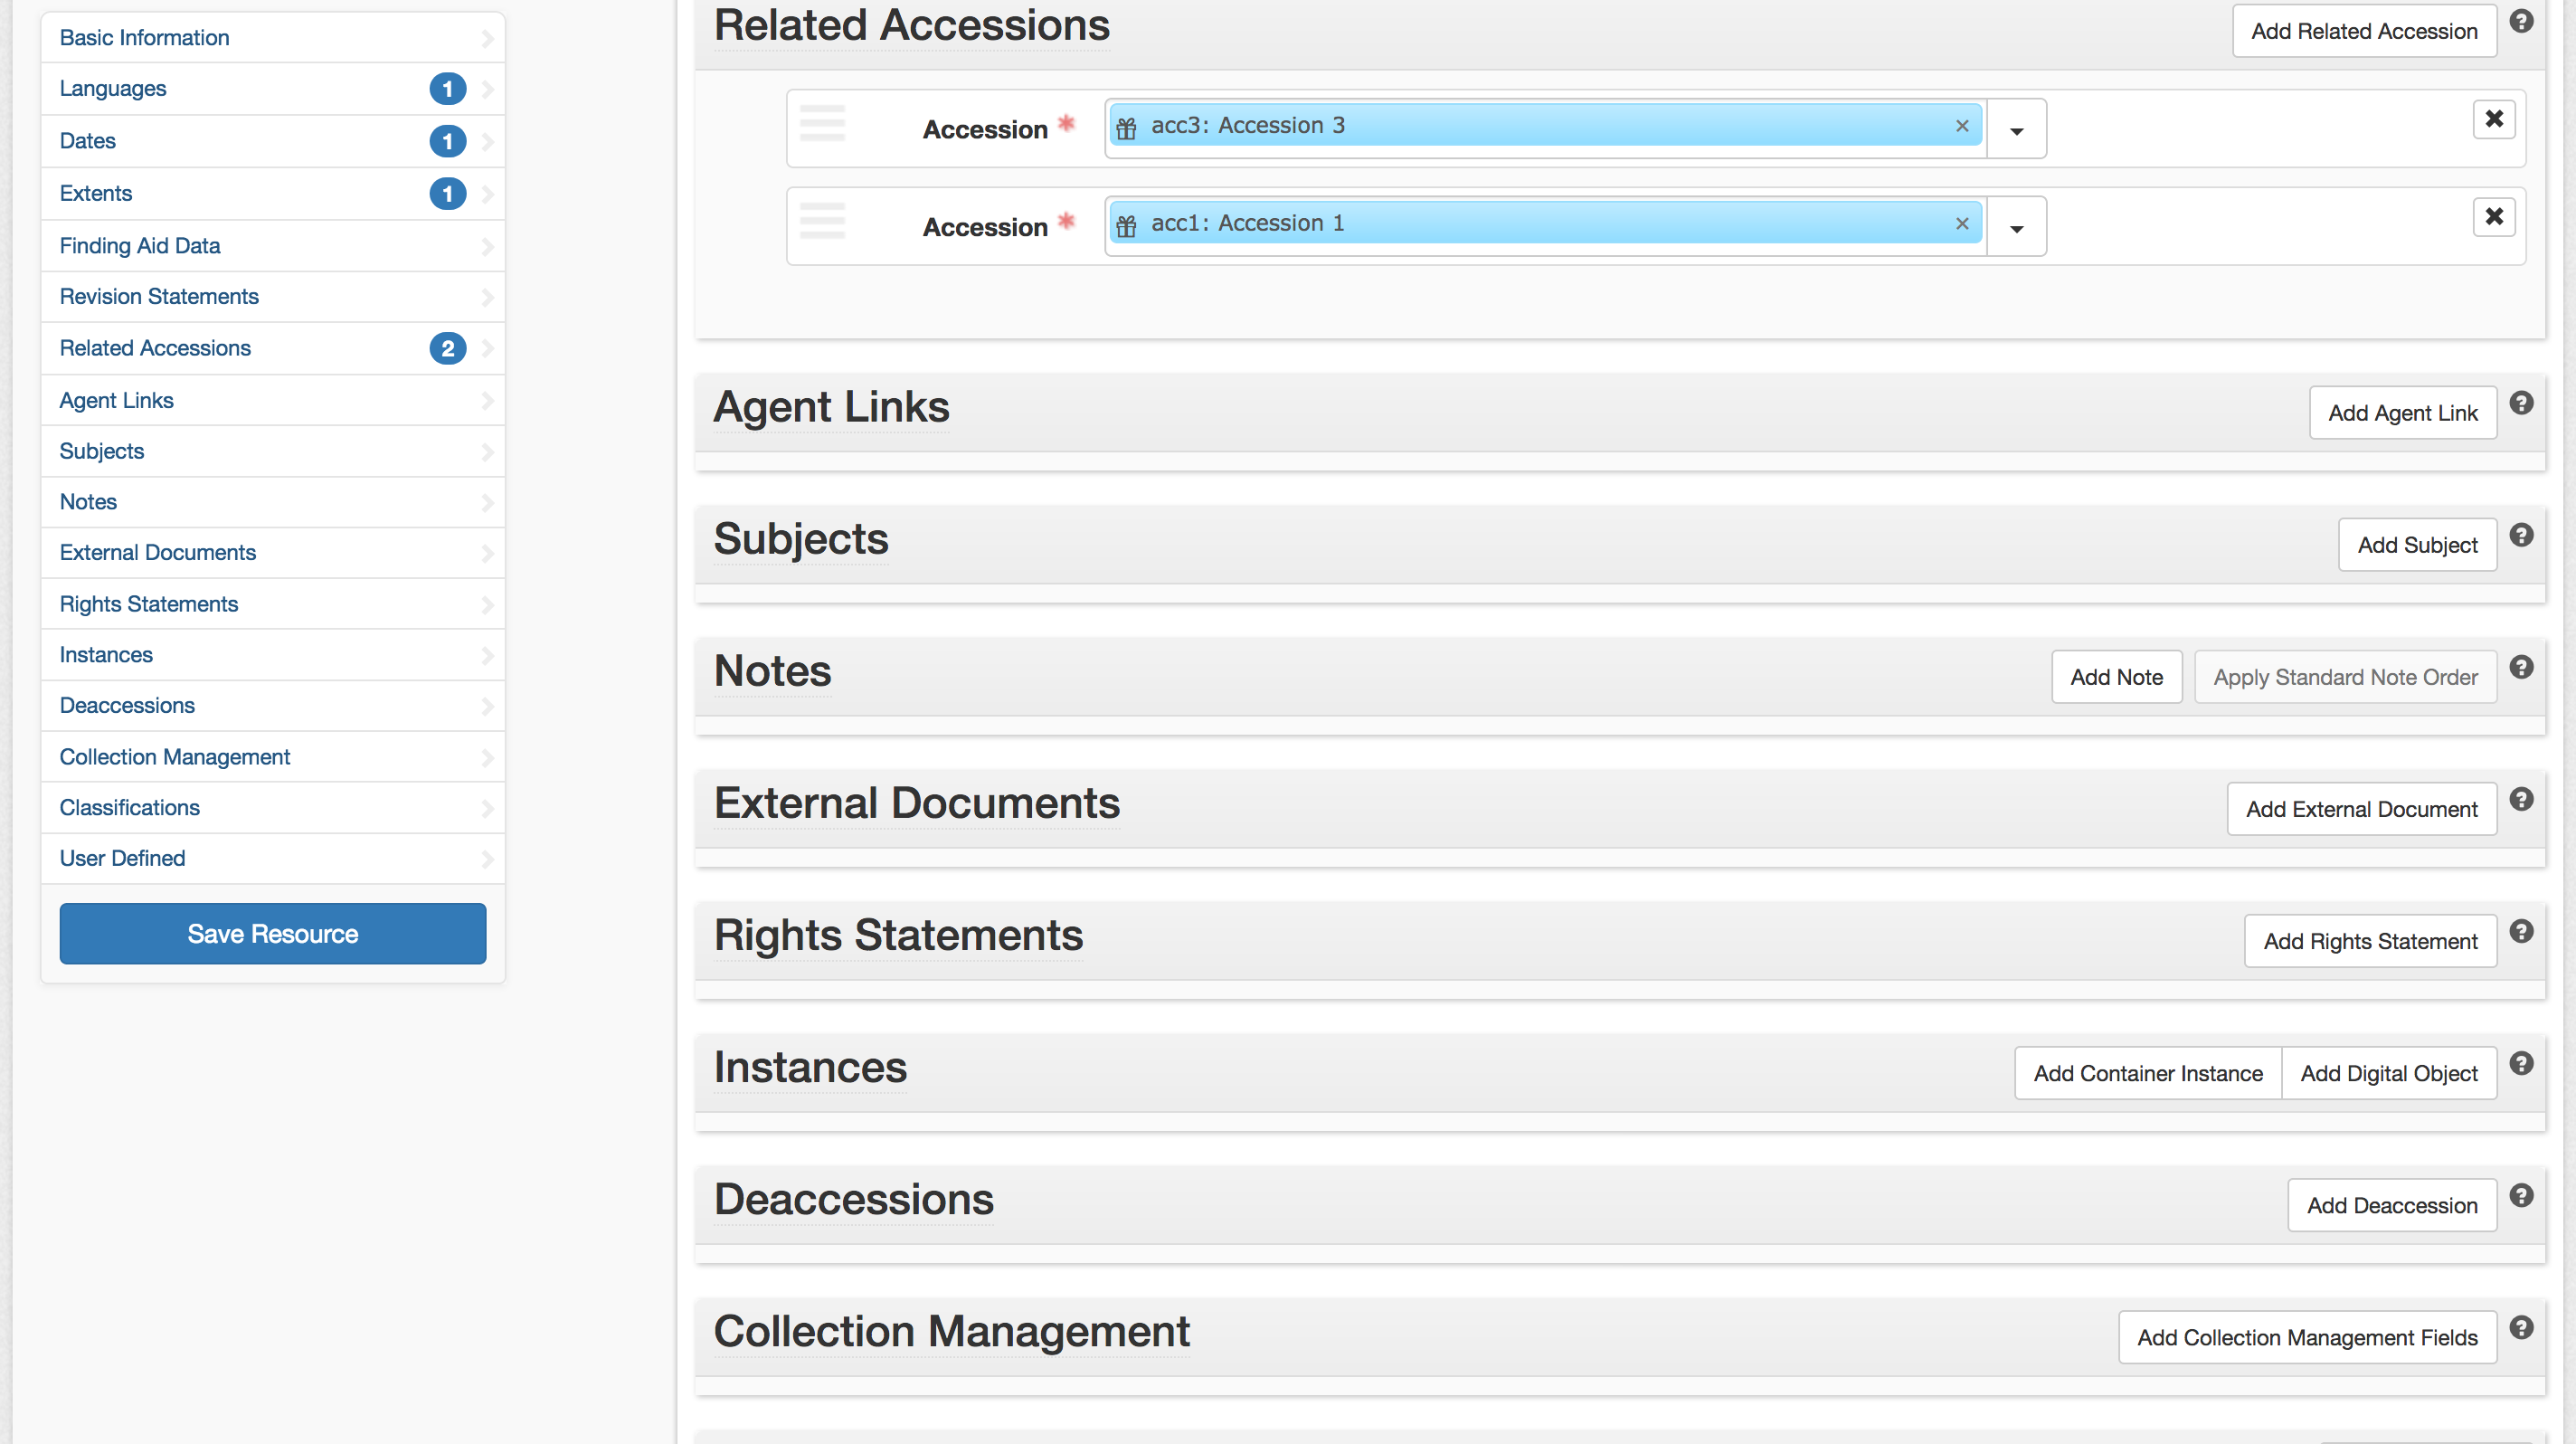 Basic Information
Languages 1
Dates 1
Extents 1
Finding Aid Data
Revision Statements
Related Accessions 2
Agent Links
Subjects
Notes
External Documents
Rights Statements
Instances
Deaccessions
Collection Management
Classifications
User Defined
Save Resource
Related Accessions
Add Related Accession ?
Accession * acc3: Accession 3 ×
Accession * acc1: Accession 1 ×
Agent Links
Add Agent Link ?
Subjects
Add Subject ?
Notes
Add Note Apply Standard Note Order ?
External Documents
Add External Document ?
Rights Statements
Add Rights Statement ?
Instances
Add Container Instance Add Digital Object ?
Deaccessions
Add Deaccession ?
Collection Management
Add Collection Management Fields ?